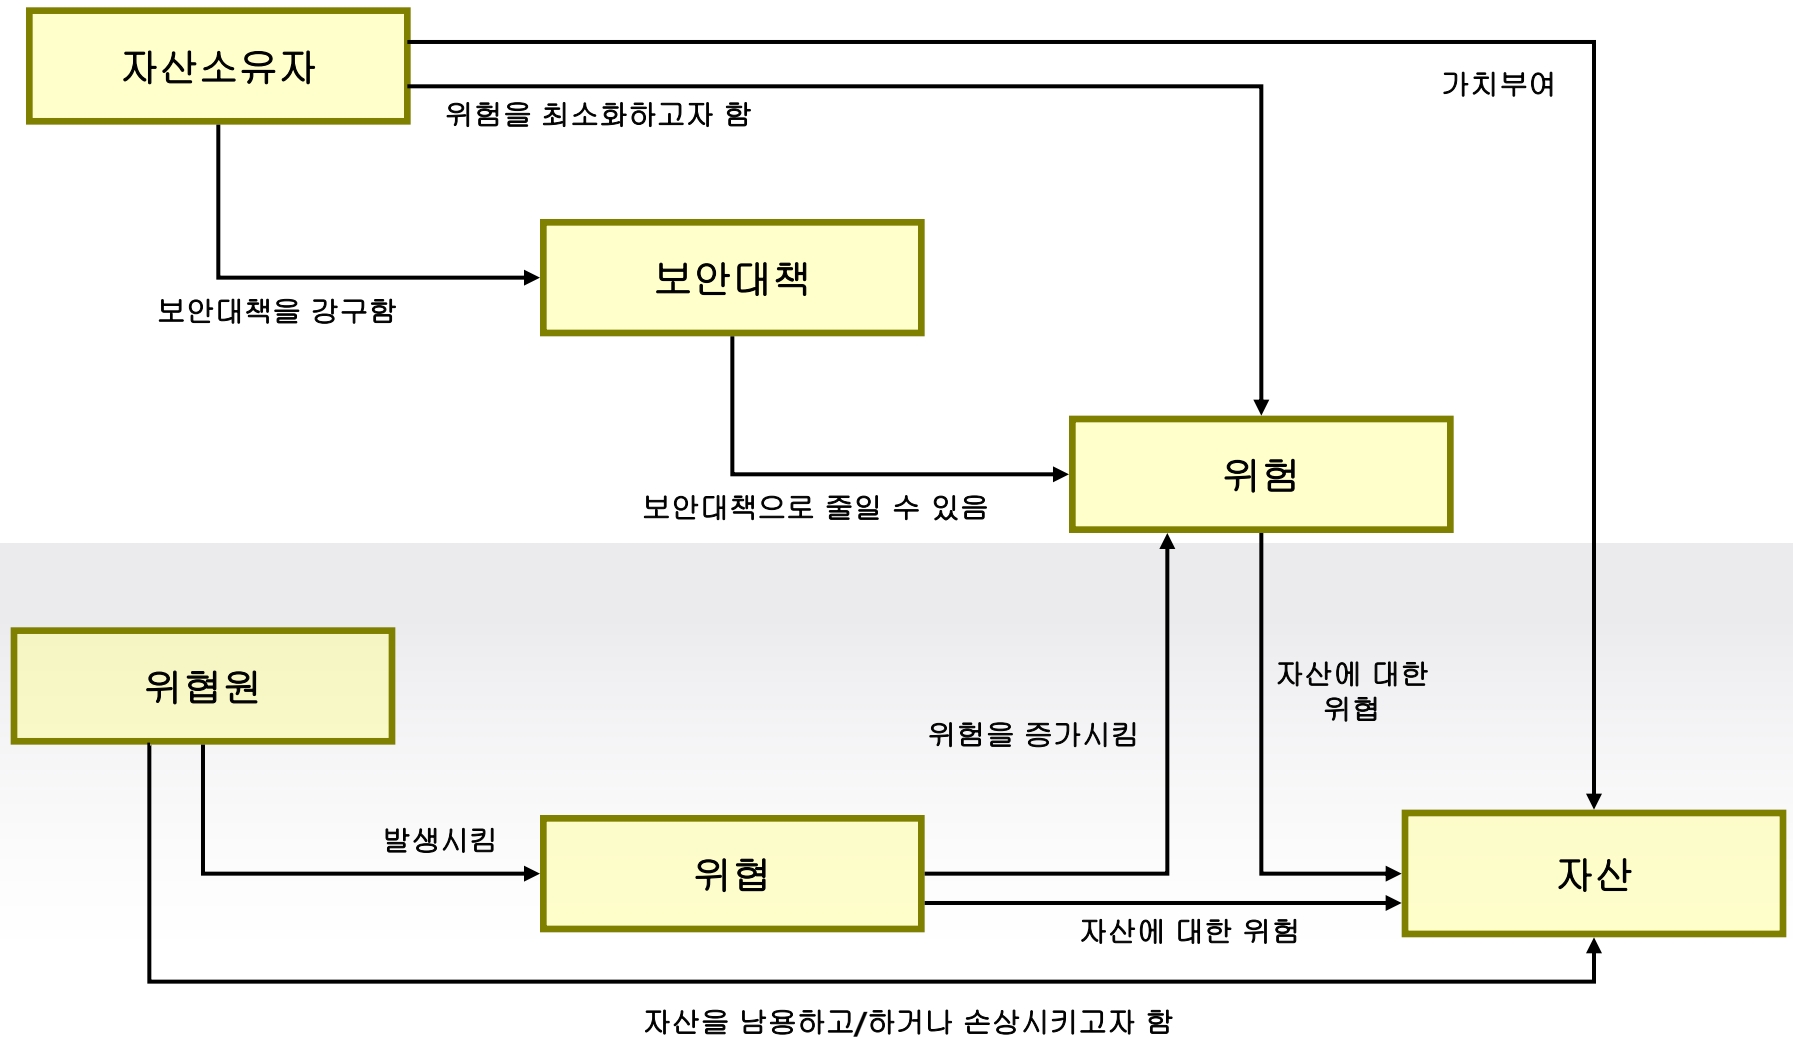 자산소유자
가치부여
위험을 최소화하고자 함
보안대책
보안대책을 강구함
위험
보안대책으로 줄일 수 있음
위협원
자산에 대한
위협
위험을 증가시킴
발생시킴
위협
자산
자산에 대한 위험
자산을 남용하고/하거나 손상시키고자 함